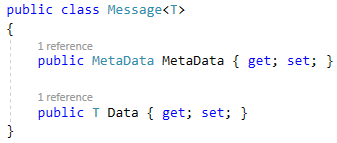 public class Message<T>
{
1 reference
public MetaData MetaData { get; set; }
1 reference
public T Data { get; set; }
}